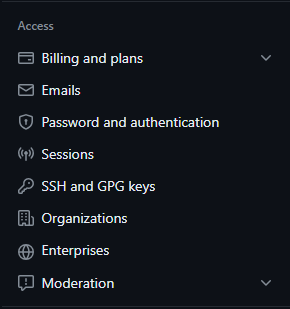 Access
Billing and plans
Emails
Password and authentication
Sessions
SSH and GPG keys
Organizations
Enterprises
Moderation